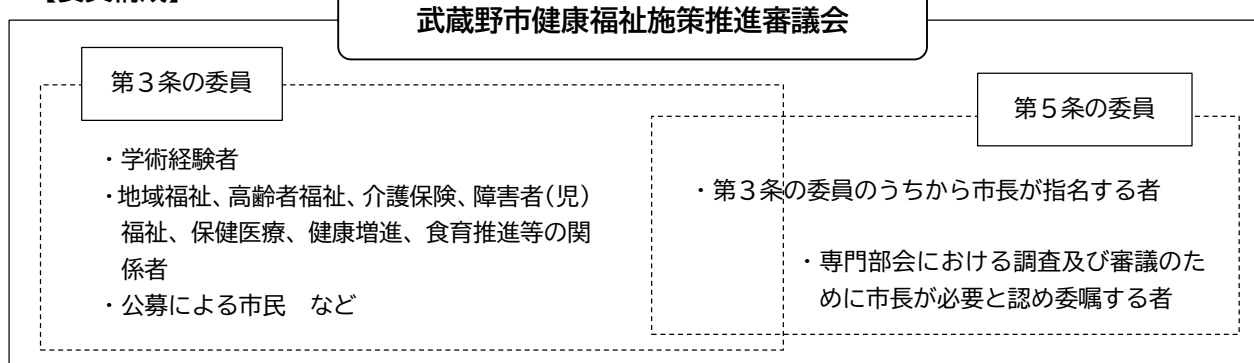 武蔵野市健康福祉施策推進審議会
第３条の委員
・学術経験者
・地域福祉、高齢者福祉、介護保険、障害者(児)
福祉、保健医療、健康増進、食育推進等の関
係者
・公募による市民　など
第５条の委員
・第３条の委員のうちから市長が指名する者
・専門部会における調査及び審議のた
めに市長が必要と認め委嘱する者